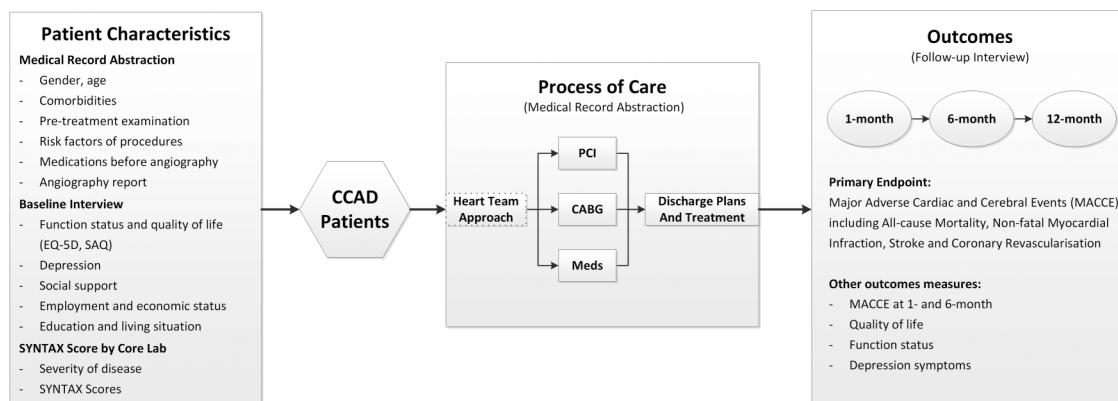 Patient Characteristics
Medical Record Abstraction
- Gender, age
- Comorbidities
- Pre-treatment examination
- Risk factors of procedures
- Medications before angiography
- Angiography report
Baseline Interview
- Function status and quality of life
(EQ-5D, SAQ)
- Depression
- Social support
- Employment and economic status
- Education and living situation
SYNTAX Score by Core Lab
- Severity of disease
- SYNTAX Scores
CCAD
Patients
Process of Care
(Medical Record Abstraction)
Heart Team
Approach
PCI
CABG
Meds
Discharge Plans
And Treatment
Outcomes
(Follow-up Interview)
1-month
6-month
12-month
Primary Endpoint:
Major Adverse Cardiac and Cerebral Events (MACCE)
including All-cause Mortality, Non-fatal Myocardial
Infraction, Stroke and Coronary Revascularisation
Other outcomes measures:
- MACCE at 1- and 6-month
- Quality of life
- Function status
- Depression symptoms